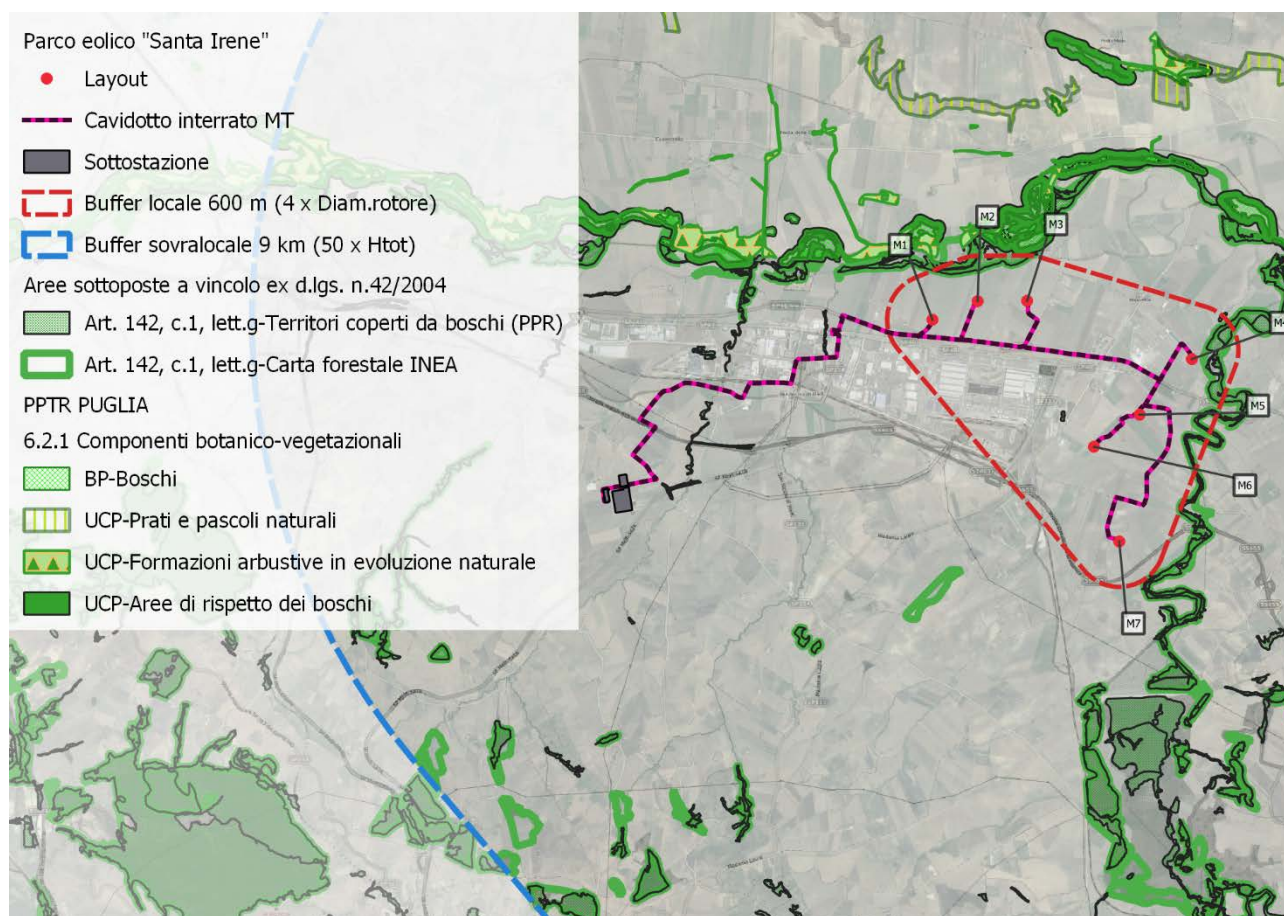 Parco eolico "Santa Irene"
Layout
Cavidotto interrato MT
Sottostazione
Buffer locale 600 m (4 x Diam.rotore)
Buffer sovralocale 9 km (50 x Htot)
Aree sottoposte a vincolo ex d.lgs. n.42/2004
Art. 142, c.1, lett.g-Territori coperti da boschi (PPR)
Art. 142, c.1, lett.g-Carta forestale INEA
PPTR PUGLIA
6.2.1 Componenti botanico-vegetazionali
BP-Boschi
UCP-Prati e pascoli naturali
UCP-Formazioni arbustive in evoluzione naturale
UCP-Aree di rispetto dei boschi
M1
M2
M3
M4
M5
M6
M7